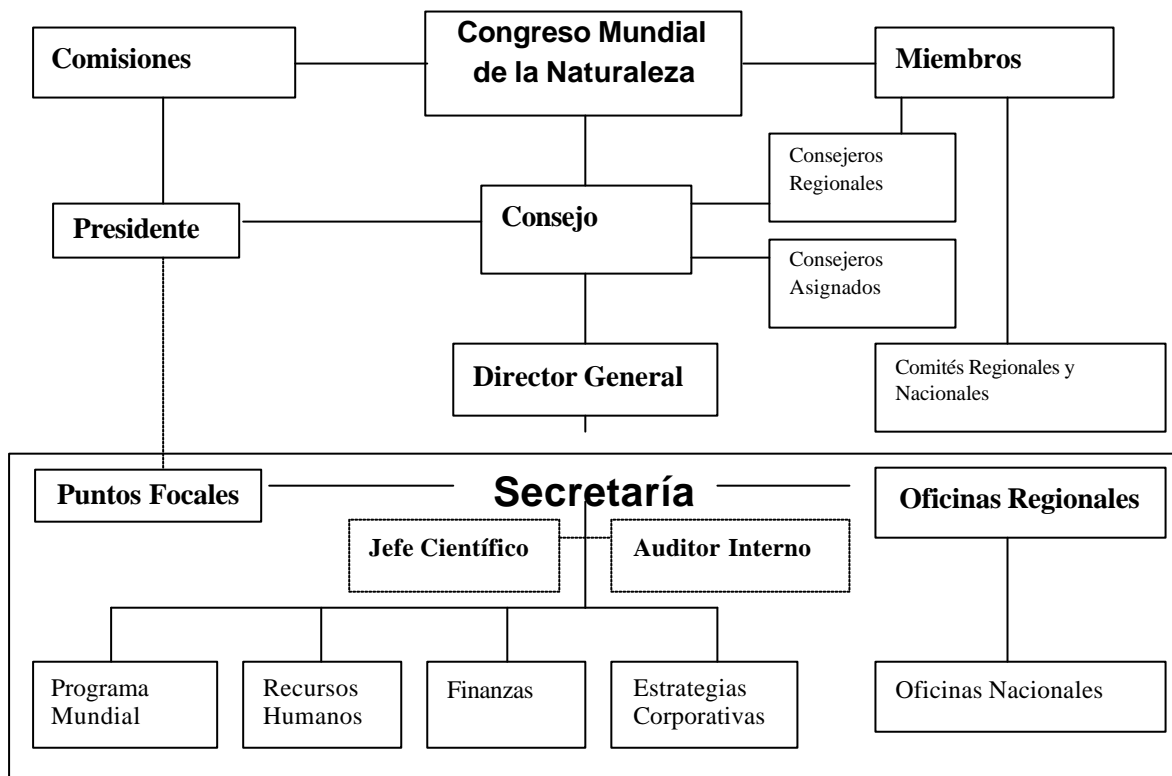 Comisiones
Congreso Mundial
de la Naturaleza
Miembros
Consejeros
Regionales
Presidente
Consejo
Consejeros
Asignados
Director General
Comités Regionales y
Nacionales
Puntos Focales
Secretaría
Oficinas Regionales
Jefe Científico
Auditor Interno
Programa
Mundial
Recursos
Humanos
Finanzas
Estrategias
Corporativas
Oficinas Nacionales